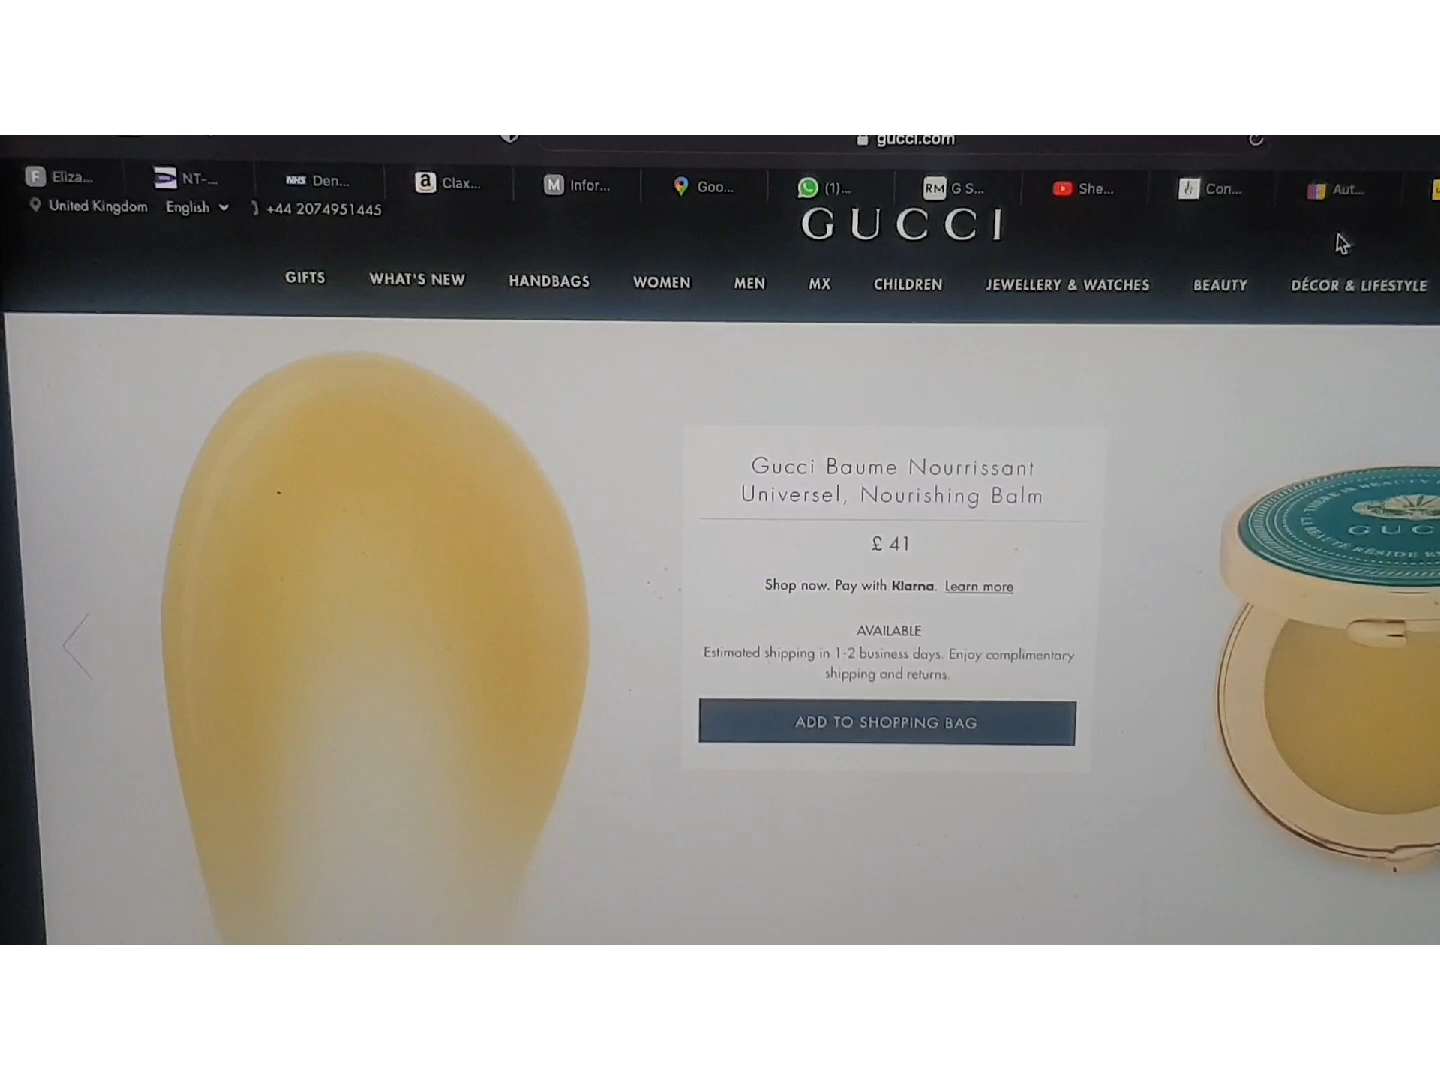 gucci.com
Eliza... NT-... NHS Den... a Clax... M Infor... Goo... (1)... RM G S... She... Con... Aut...
United Kingdom English +44 2074951445
GUCCI
GIFTS WHAT'S NEW HANDBAGS WOMEN MEN MX CHILDREN JEWELLERY & WATCHES BEAUTY DÉCOR & LIFESTYLE
Gucci Baume Nourrissant
Universel, Nourishing Balm
£ 41
Shop now. Pay with Klarna. Learn more
AVAILABLE
Estimated shipping in 1-2 business days. Enjoy complimentary
shipping and returns.
ADD TO SHOPPING BAG
GUC